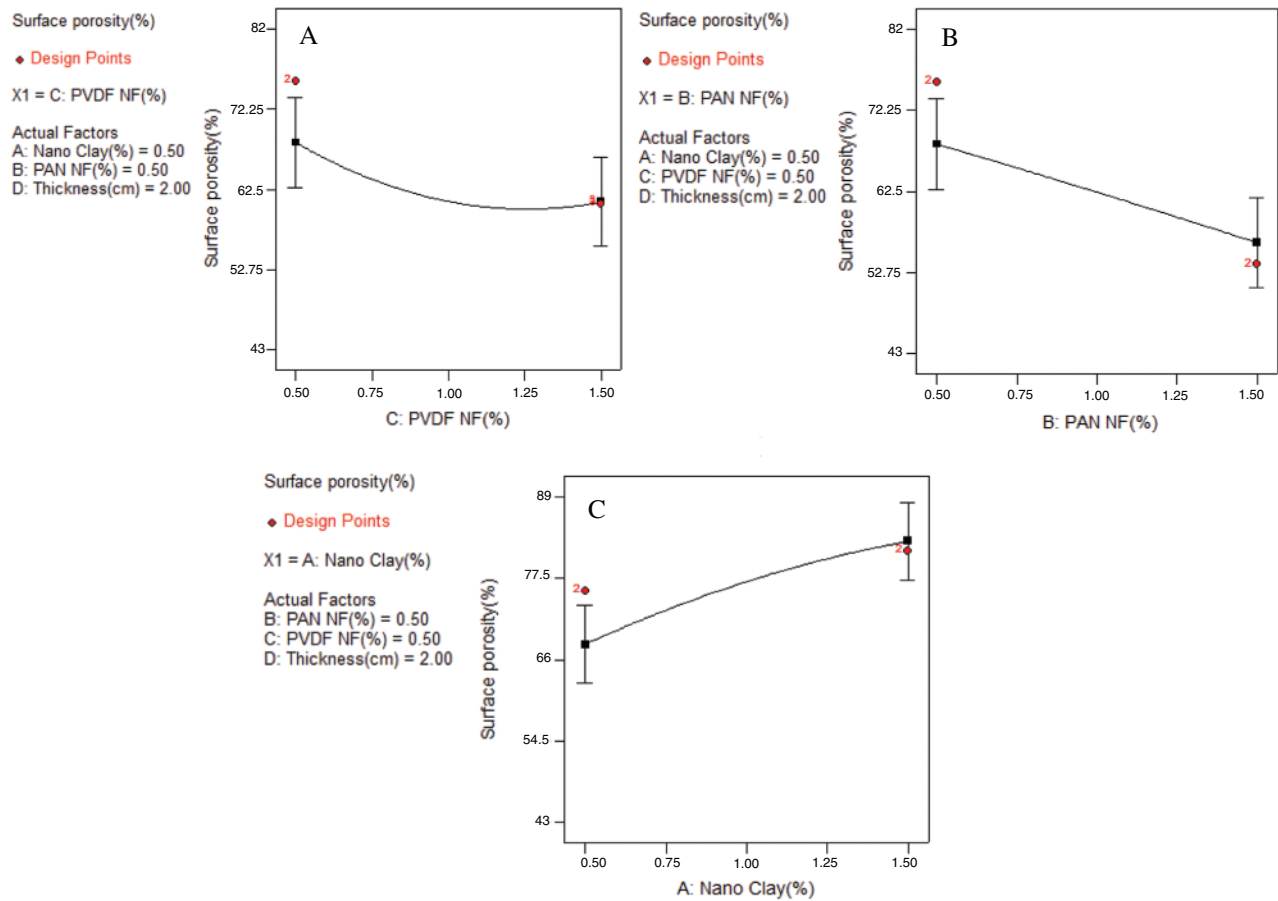 Surface porosity(%)
Design Points
X1 = C: PVDF NF(%)
Actual Factors
A: Nano Clay(%) = 0.50
B: PAN NF(%) = 0.50
D: Thickness(cm) = 2.00
A
Surface porosity(%)
82
72.25
62.5
52.75
43
2
0.50
0.75
1.00
1.25
1.50
C: PVDF NF(%)
Surface porosity(%)
Design Points
X1 = B: PAN NF(%)
Actual Factors
A: Nano Clay(%) = 0.50
C: PVDF NF(%) = 0.50
D: Thickness(cm) = 2.00
B
Surface porosity(%)
82
72.25
62.5
52.75
43
2
2
0.50
0.75
1.00
1.25
1.50
B: PAN NF(%)
Surface porosity(%)
Design Points
X1 = A: Nano Clay(%)
Actual Factors
B: PAN NF(%) = 0.50
C: PVDF NF(%) = 0.50
D: Thickness(cm) = 2.00
C
Surface porosity(%)
89
77.5
66
54.5
43
2
2
0.50
0.75
1.00
1.25
1.50
A: Nano Clay(%)